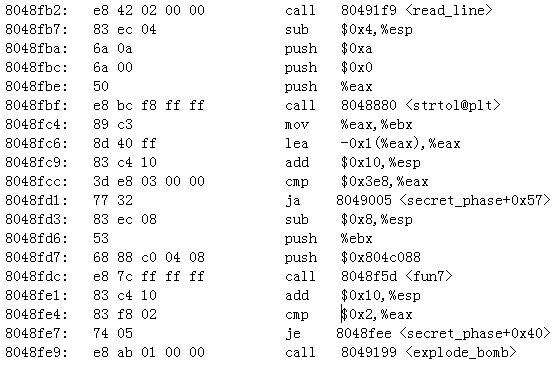 8048fb2: e8 42 02 00 00 call 80491f9 <read_line>
8048fb7: 83 ec 04 sub $0x4,%esp
8048fba: 6a 0a push $0xa
8048fbc: 6a 00 push $0x0
8048fbe: 50 push %eax
8048fbf: e8 bc f8 ff ff call 8048880 <strtol@plt>
8048fc4: 89 c3 mov %eax,%ebx
8048fc6: 8d 40 ff lea -0x1(%eax),%eax
8048fc9: 83 c4 10 add $0x10,%esp
8048fcc: 3d e8 03 00 00 cmp $0x3e8,%eax
8048fd1: 77 32 ja 8049005 <secret_phase+0x57>
8048fd3: 83 ec 08 sub $0x8,%esp
8048fd6: 53 push %ebx
8048fd7: 68 88 c0 04 08 push $0x804c088
8048fdc: e8 7c ff ff ff call 8048f5d <fun7>
8048fe1: 83 c4 10 add $0x10,%esp
8048fe4: 83 f8 02 cmp $0x2,%eax
8048fe7: 74 05 je 8048fee <secret_phase+0x40>
8048fe9: e8 ab 01 00 00 call 8049199 <explode_bomb>